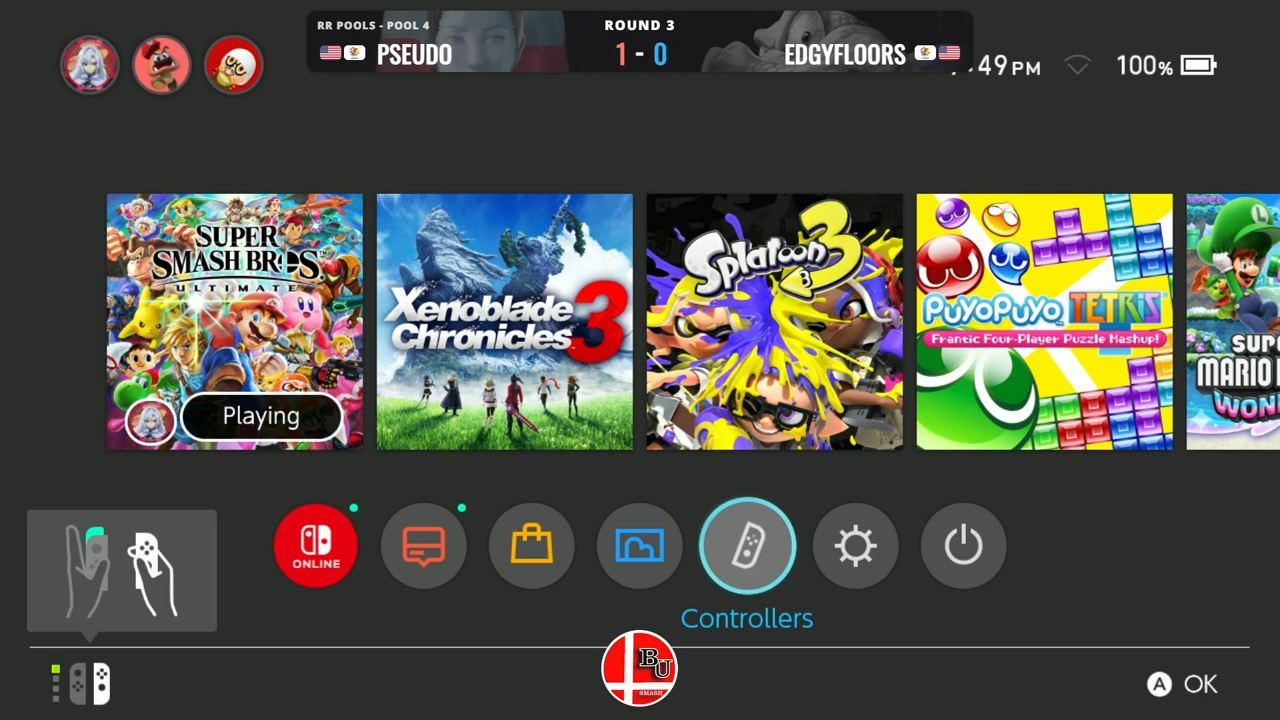 RR POOLS - POOL 4
ROUND 3
PSEUDO
1 - 0
EDGYFLOORS
49 PM
100%
SUPER
SMASH BROS.
ULTIMATE
Playing
Xenoblade
Chronicles 3
Splatoon 3
PUYOPUYO TETRIS
Frantic Four-Player Puzzle Mashup!
L
SUP
MARIO
WON
ONLINE
Controllers
BU
SMASH
A OK